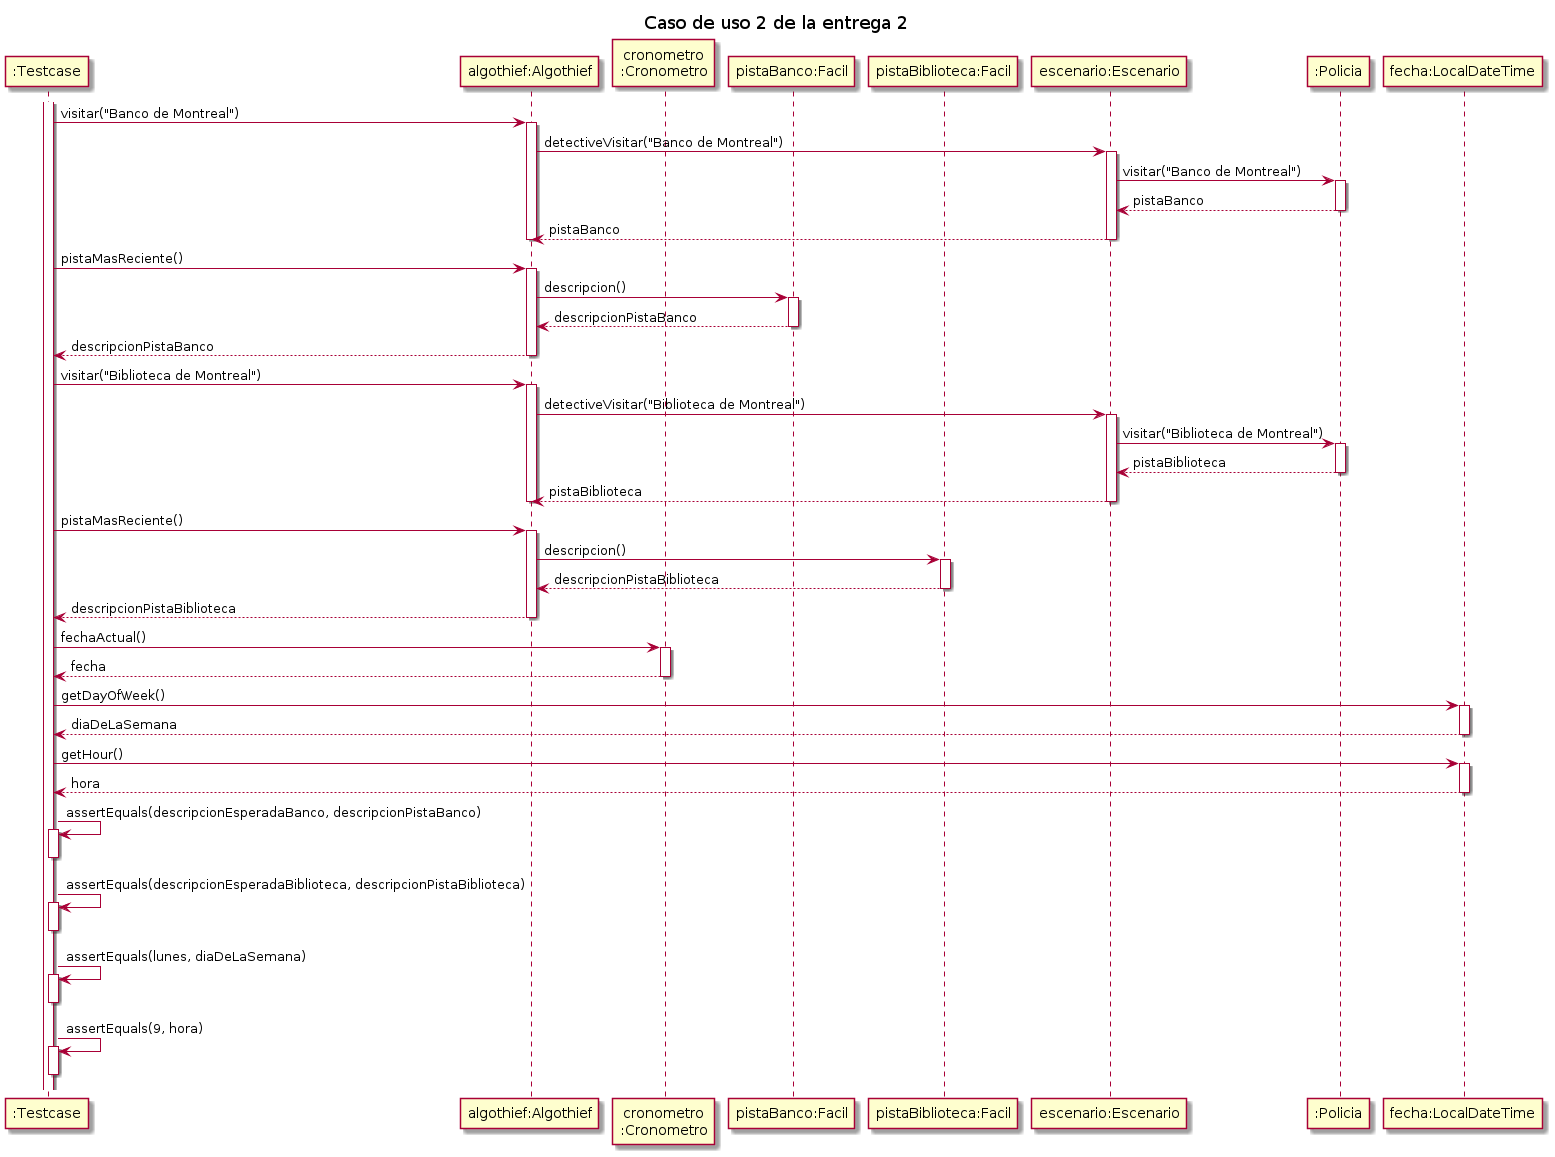 Caso de uso 2 de la entrega 2
:Testcase
algothief:Algothief
cronometro
:Cronometro
pistaBanco:Facil
pistaBiblioteca:Facil
escenario:Escenario
:Policia
fecha:LocalDateTime
visitar("Banco de Montreal")
detectiveVisitar("Banco de Montreal")
visitar("Banco de Montreal")
pistaBanco
pistaBanco
pistaMasReciente()
descripcion()
descripcionPistaBanco
descripcionPistaBanco
visitar("Biblioteca de Montreal")
detectiveVisitar("Biblioteca de Montreal")
visitar("Biblioteca de Montreal")
pistaBiblioteca
pistaBiblioteca
pistaMasReciente()
descripcion()
descripcionPistaBiblioteca
descripcionPistaBiblioteca
fechaActual()
fecha
getDayOfWeek()
diaDeLaSemana
getHour()
hora
assertEquals(descripcionEsperadaBanco, descripcionPistaBanco)
assertEquals(descripcionEsperadaBiblioteca, descripcionPistaBiblioteca)
assertEquals(lunes, diaDeLaSemana)
assertEquals(9, hora)
:Testcase
algothief:Algothief
cronometro
:Cronometro
pistaBanco:Facil
pistaBiblioteca:Facil
escenario:Escenario
:Policia
fecha:LocalDateTime